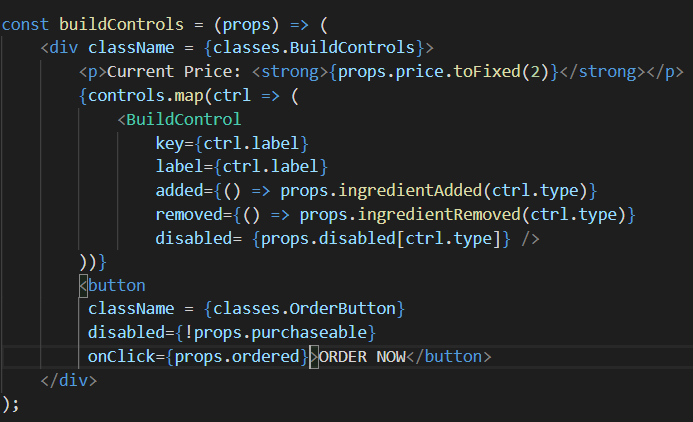 const buildControls = (props) => (
    <div className = {classes.BuildControls}>
        <p>Current Price: <strong>{props.price.toFixed(2)}</strong></p>
        {controls.map(ctrl => (
            <BuildControl
                key={ctrl.label}
                label={ctrl.label}
                added={() => props.ingredientAdded(ctrl.type)}
                removed={() => props.ingredientRemoved(ctrl.type)}
                disabled= {props.disabled[ctrl.type]} />
        ))}
        <button
         className = {classes.OrderButton}
         disabled={!props.purchaseable}
         onClick={props.ordered}>ORDER NOW</button>
    </div>
);